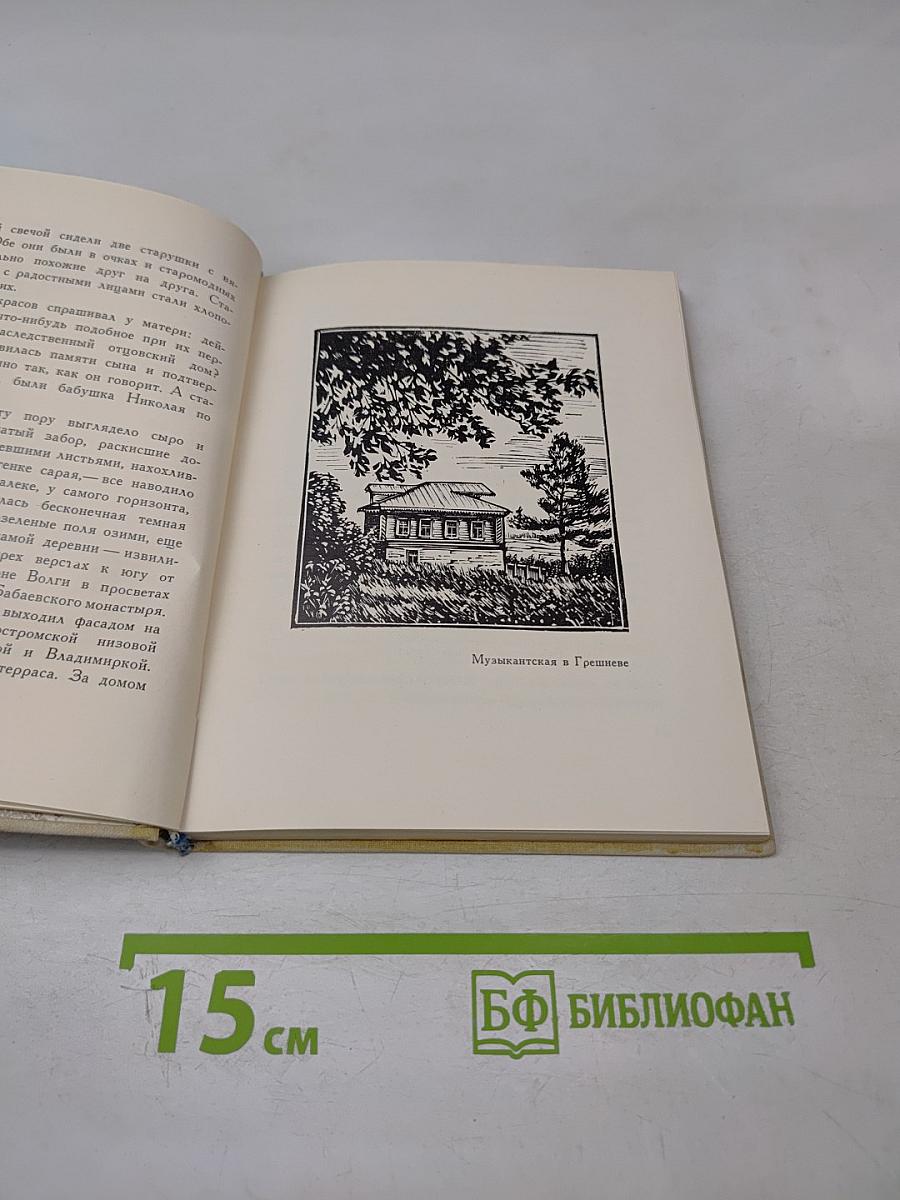 й свечой сидели две старушки с вя-
Обе они были в очках и старомодных
льно похожие друг на друга. Ста-
с радостными лицами стали хлопо-
их.
красов спрашивал у матери: дей-
что-нибудь подобное при их пер-
аследственный отцовский дом?
вилась памяти сына и подтвер-
но так, как он говорит. А ста-
были бабушка Николая по
ту пору выглядело сыро и
чатый забор, раскисшие до-
евшими листьями, нахохлив-
тенке сарая,— все наводило
алеке, у самого горизонта,
лась бесконечная темная
зеленые поля озими, еще
самой деревни — извили-
рех верстах к югу от
не Волги в просветах
Бабаевского монастыря.
выходил фасадом на
остромской низовой
ой и Владимиркой.
терраса. За домом
Музыкантская в Грешневе
15 см
БФ БИБЛИОФАН